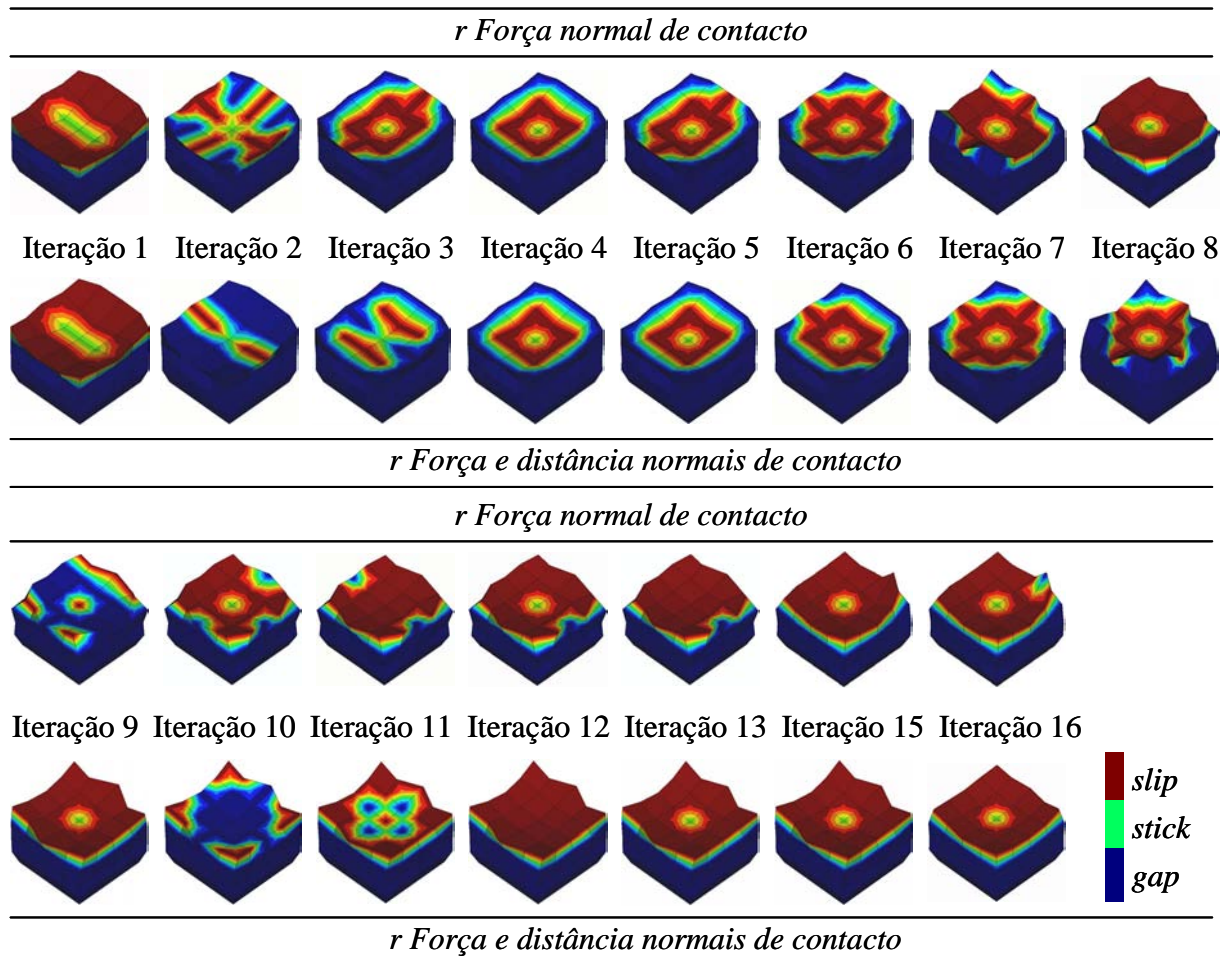 r Força normal de contacto
Iteração 1 Iteração 2 Iteração 3 Iteração 4 Iteração 5 Iteração 6 Iteração 7 Iteração 8
r Força e distância normais de contacto
r Força normal de contacto
Iteração 9 Iteração 10 Iteração 11 Iteração 12 Iteração 13 Iteração 15 Iteração 16
slip
stick
gap
r Força e distância normais de contacto